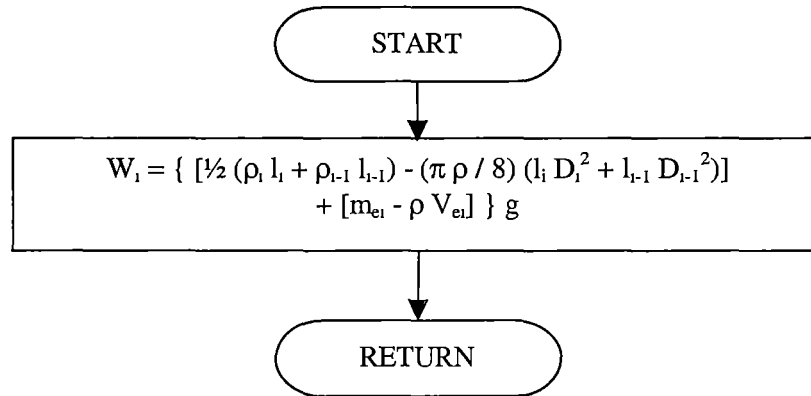 START
Wᵢ = { [½ (ρᵢ lᵢ + ρᵢ₋₁ lᵢ₋₁) - (π ρ / 8) (lᵢ Dᵢ² + lᵢ₋₁ Dᵢ₋₁²)]
+ [mₑᵢ - ρ Vₑᵢ] } g
RETURN